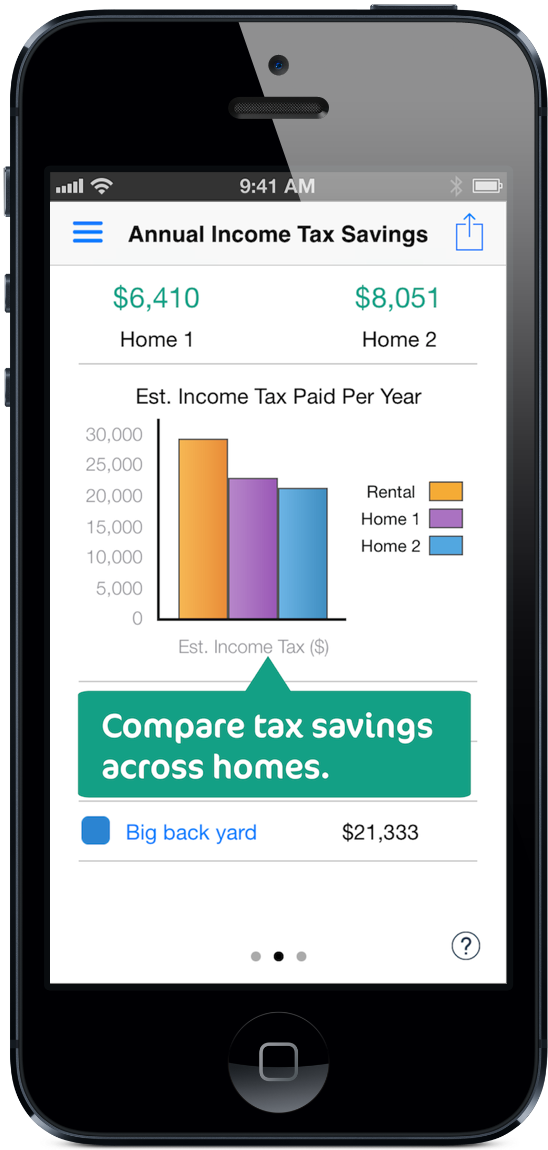 9:41 AM
Annual Income Tax Savings
$6,410 $8,051
Home 1 Home 2
Est. Income Tax Paid Per Year
30,000
25,000
20,000
15,000
10,000
5,000
0
Rental
Home 1
Home 2
Est. Income Tax ($)
Compare tax savings
across homes.
Big back yard $21,333
?